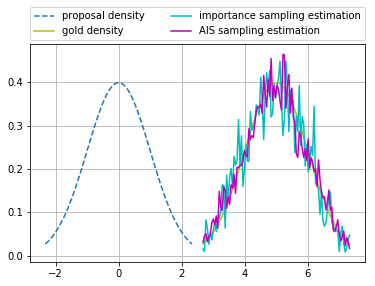 proposal density
gold density
importance sampling estimation
AIS sampling estimation
0.4
0.3
0.2
0.1
0.0
−2 0 2 4 6